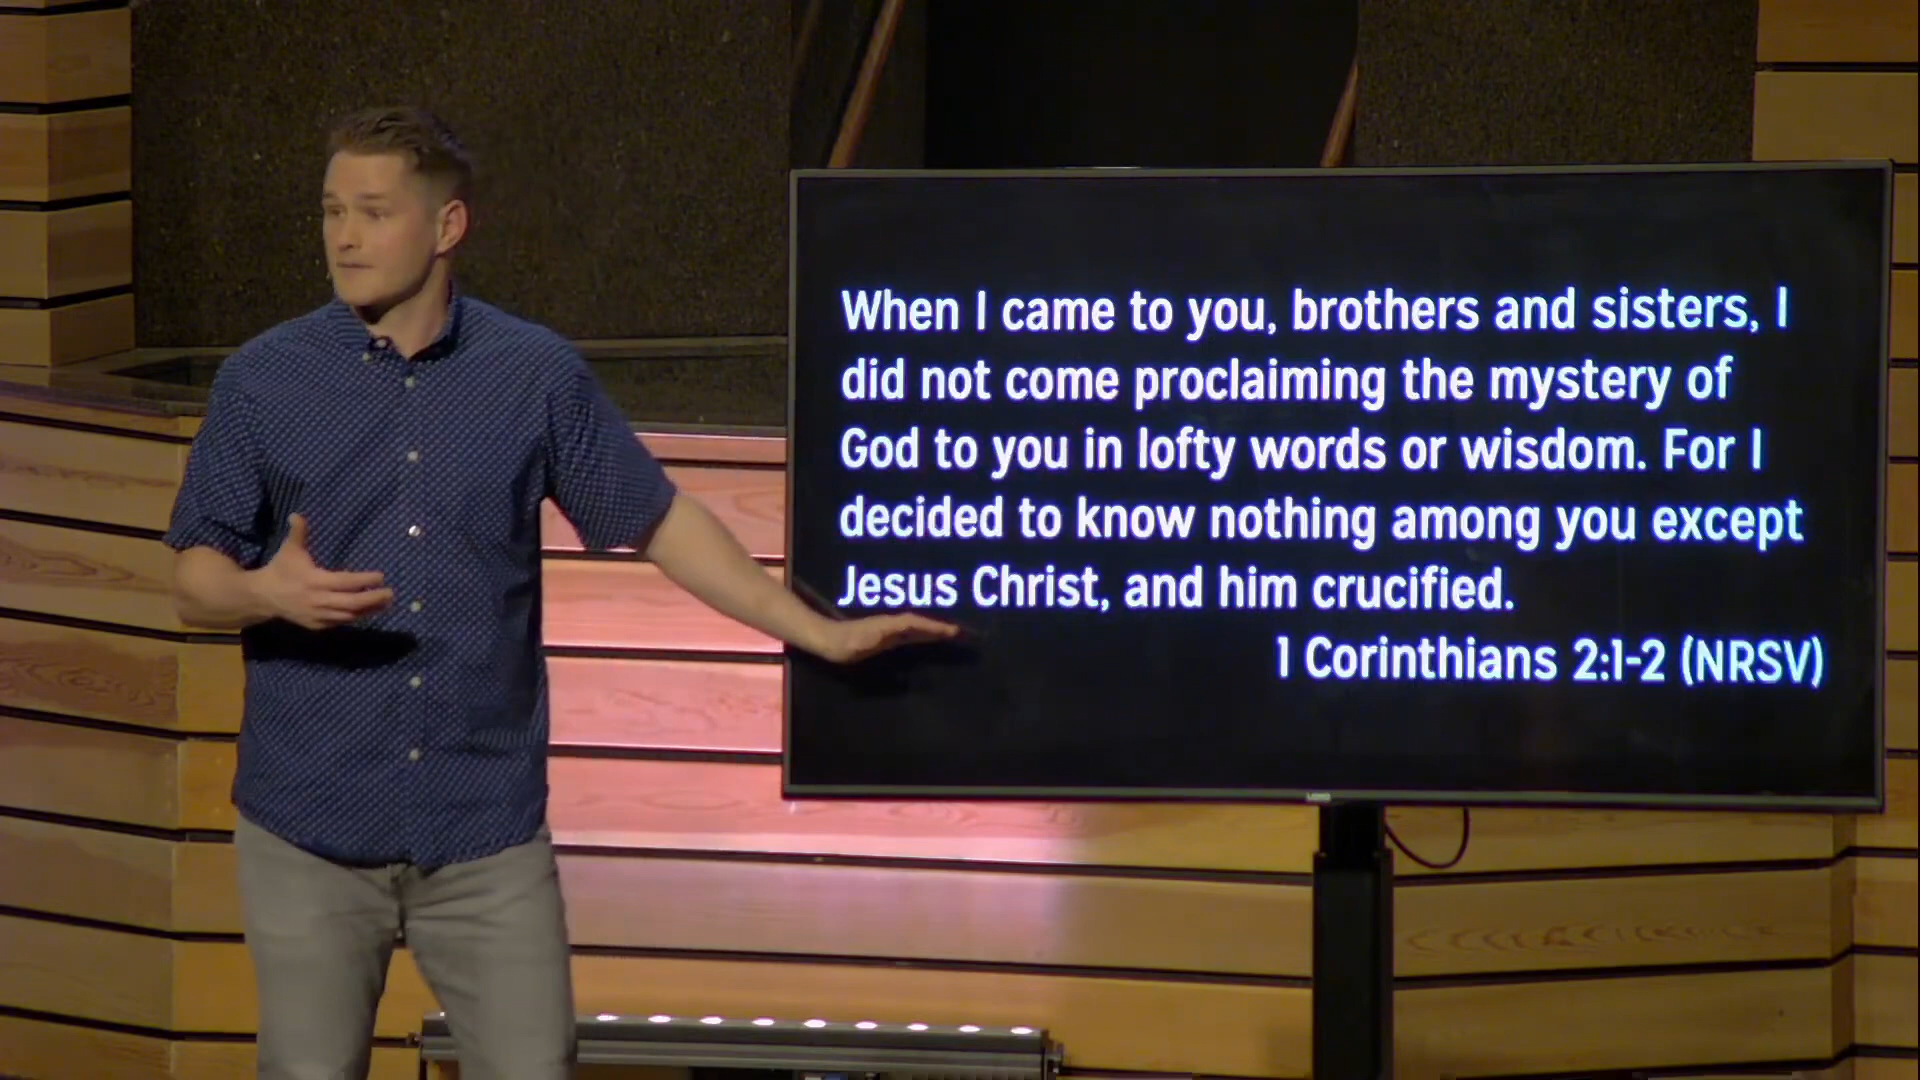 When I came to you, brothers and sisters, I
did not come proclaiming the mystery of
God to you in lofty words or wisdom. For I
decided to know nothing among you except
Jesus Christ, and him crucified.
1 Corinthians 2:1-2 (NRSV)